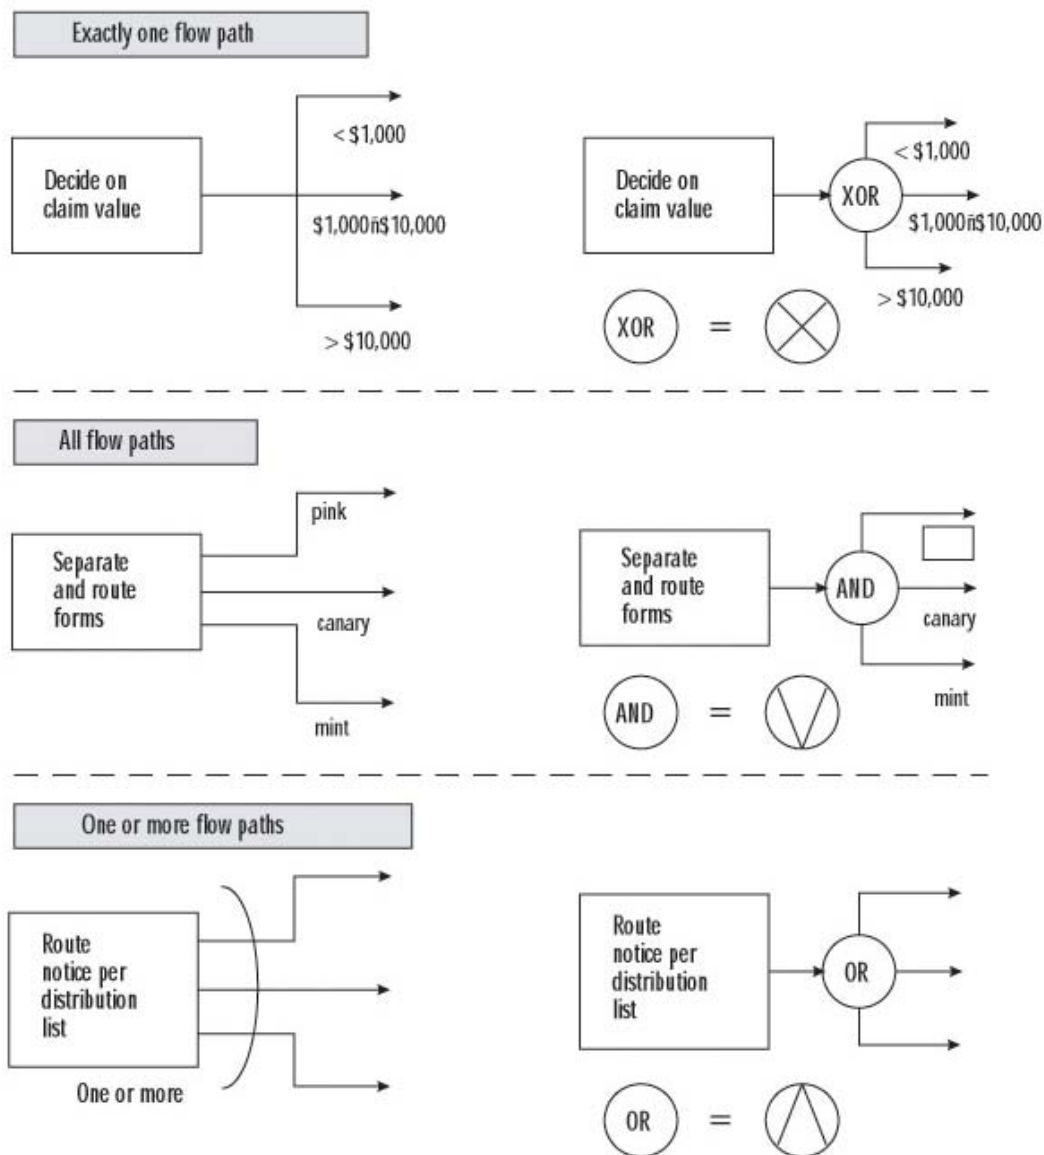 Exactly one flow path
< $1,000
Decide on
claim value
$1,000ñ$10,000
> $10,000
Decide on
claim value
XOR
< $1,000
$1,000ñ$10,000
> $10,000
XOR
=
All flow paths
pink
Separate
and route
forms
canary
mint
Separate
and route
forms
AND
canary
mint
AND
=
One or more flow paths
Route
notice per
distribution
list
One or more
Route
notice per
distribution
list
OR
OR
=